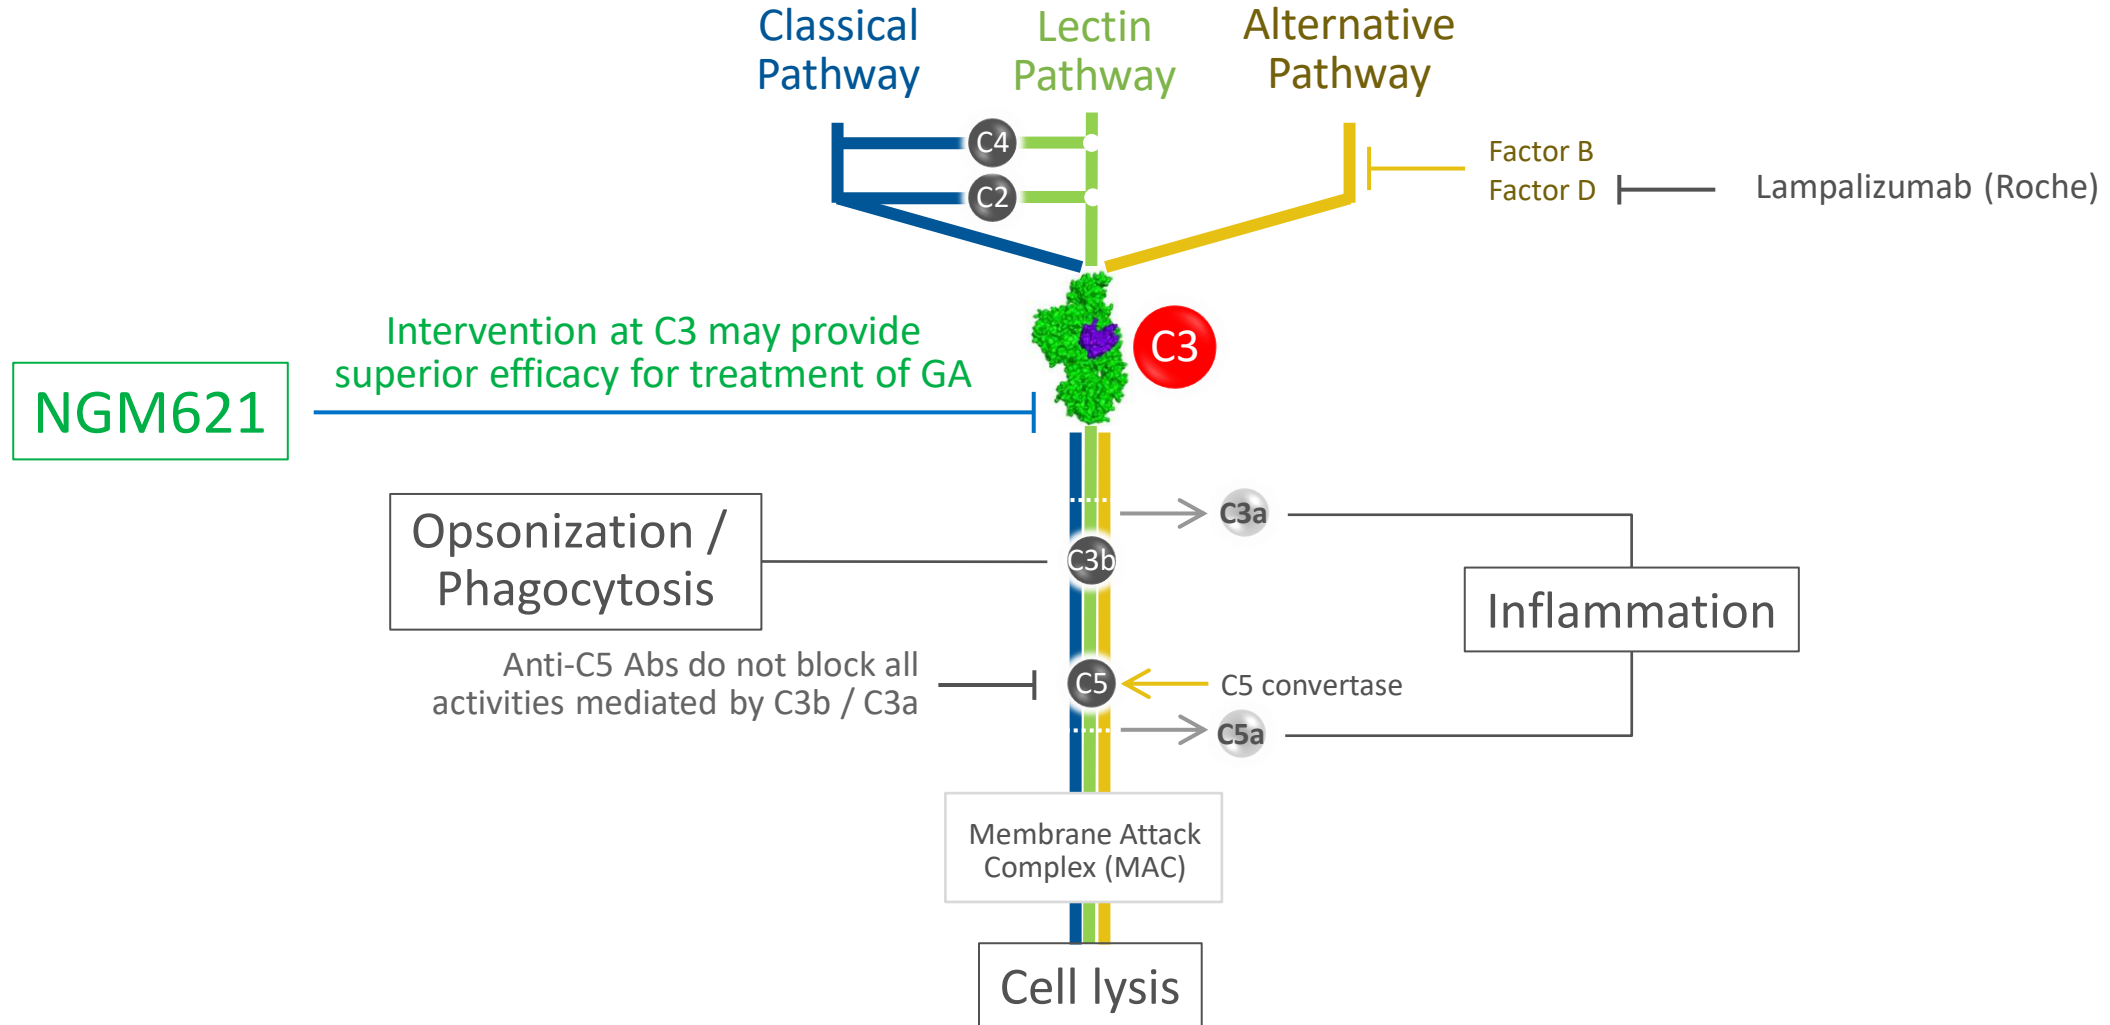 Classical
Pathway
Lectin
Pathway
Alternative
Pathway
C4
C2
Factor B
Factor D
Lampalizumab (Roche)
Intervention at C3 may provide
superior efficacy for treatment of GA
C3
NGM621
Opsonization /
Phagocytosis
C3a
C3b
Inflammation
Anti-C5 Abs do not block all
activities mediated by C3b / C3a
C5
C5 convertase
C5a
Membrane Attack
Complex (MAC)
Cell lysis